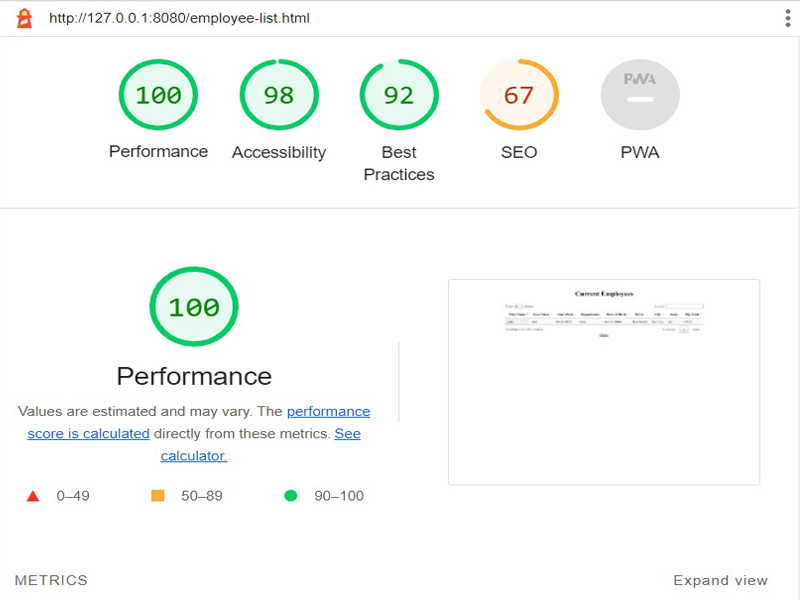 http://127.0.0.1:8080/employee-list.html
100 98 92 67 PWA
Performance Accessibility Best Practices SEO PWA
100
Performance
Values are estimated and may vary. The performance
score is calculated directly from these metrics. See
calculator.
0–49 50–89 90–100
Current Employees
METRICS Expand view